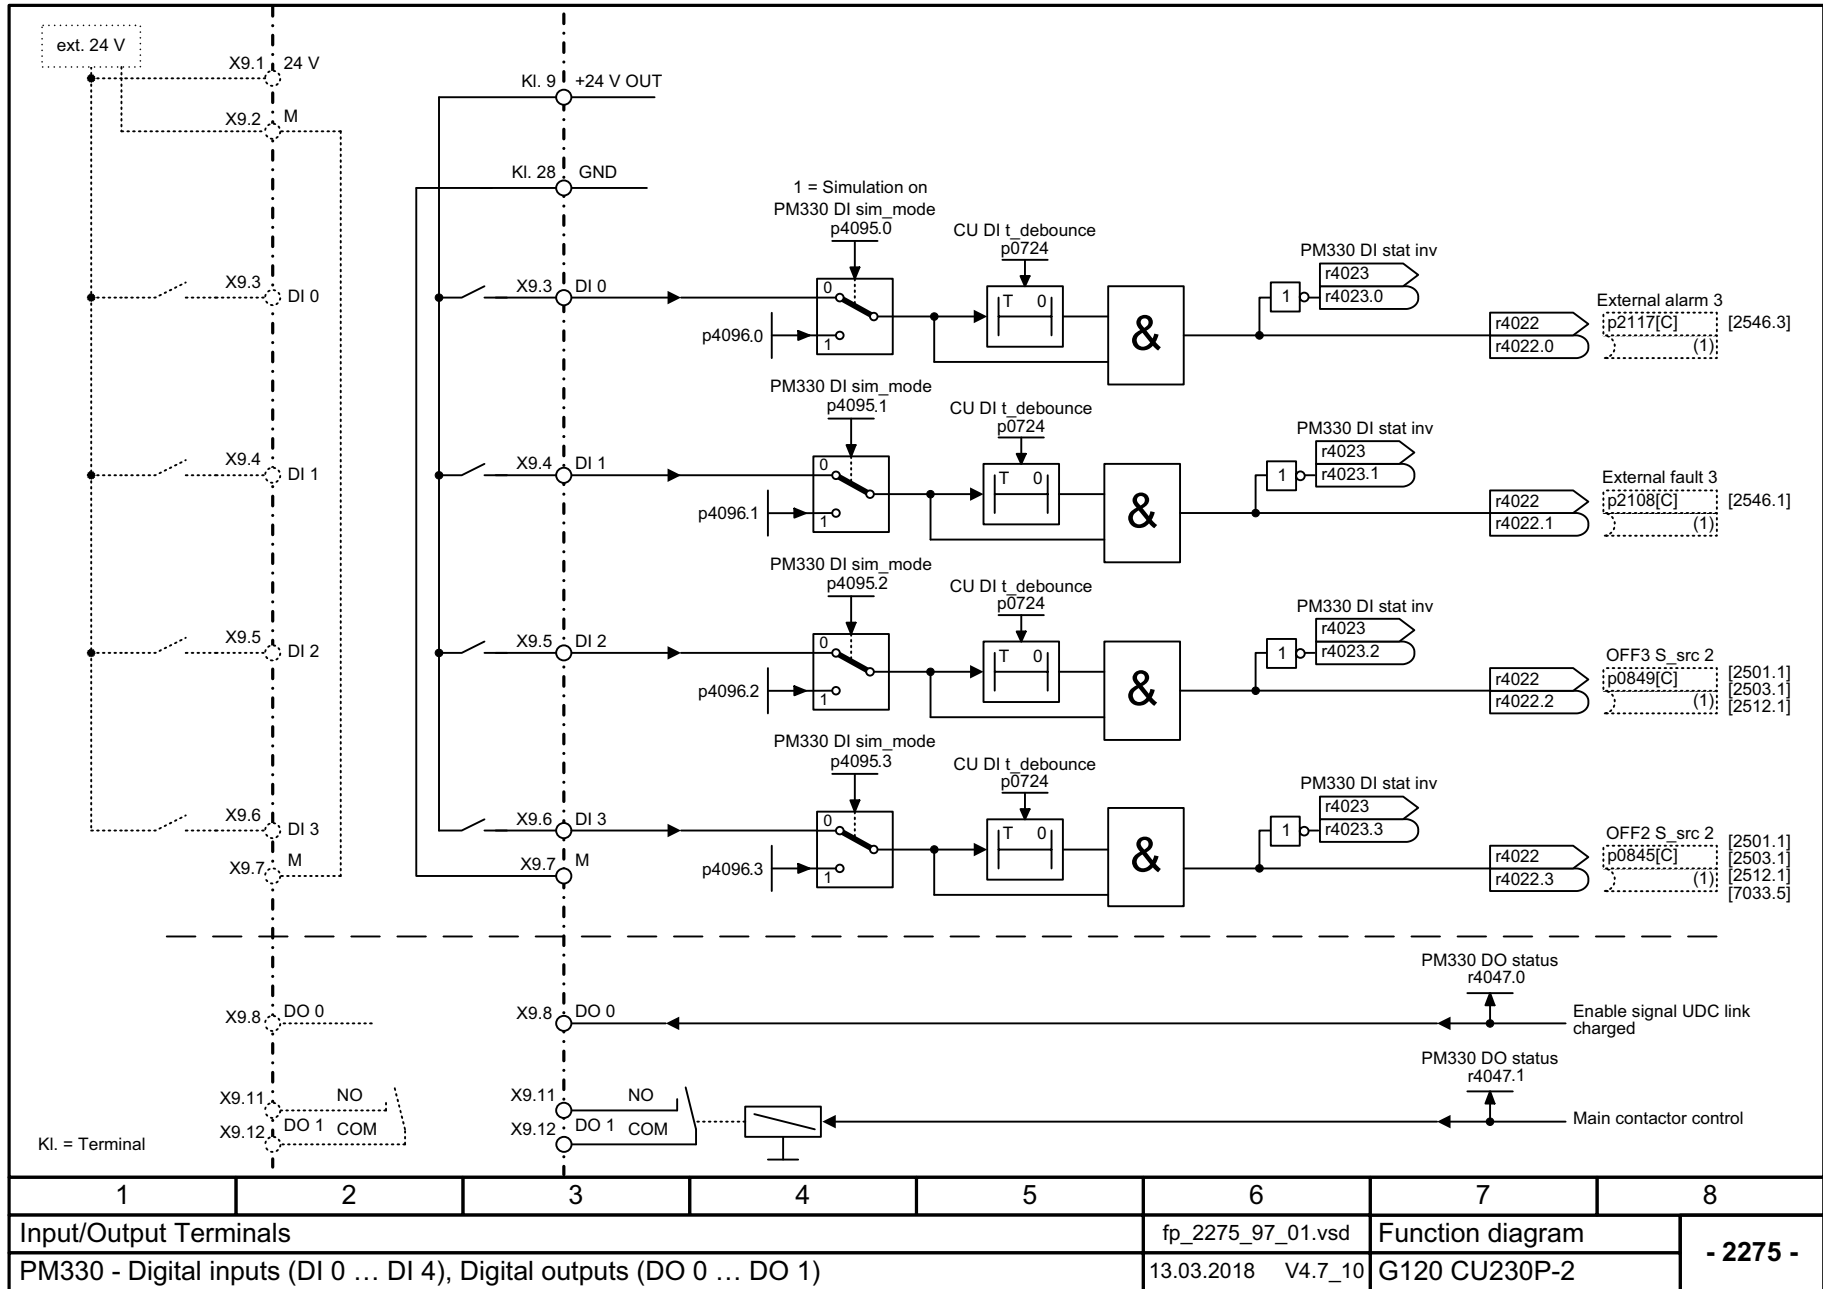 ext. 24 V
X9.1 24 V
X9.2 M
Kl. 9 +24 V OUT
Kl. 28 GND
1 = Simulation on
PM330 DI sim_mode
p4095.0
CU DI t_debounce
p0724
PM330 DI stat inv
r4023
r4023.0
X9.3 DI 0
X9.3 DI 0
0
1
T 0
1
p4096.0
&
r4022
r4022.0
External alarm 3
p2117[C] [2546.3]
(1)
PM330 DI sim_mode
p4095.1
CU DI t_debounce
p0724
PM330 DI stat inv
r4023
r4023.1
X9.4 DI 1
X9.4 DI 1
0
1
T 0
1
p4096.1
&
r4022
r4022.1
External fault 3
p2108[C] [2546.1]
(1)
PM330 DI sim_mode
p4095.2
CU DI t_debounce
p0724
PM330 DI stat inv
r4023
r4023.2
X9.5 DI 2
X9.5 DI 2
0
1
T 0
1
p4096.2
&
r4022
r4022.2
OFF3 S_src 2
p0849[C]
(1)
[2501.1]
[2503.1]
[2512.1]
PM330 DI sim_mode
p4095.3
CU DI t_debounce
p0724
PM330 DI stat inv
r4023
r4023.3
X9.6 DI 3
X9.6 DI 3
0
1
T 0
1
p4096.3
&
r4022
r4022.3
OFF2 S_src 2
p0845[C]
(1)
[2501.1]
[2503.1]
[2512.1]
[7033.5]
X9.7 M
X9.7 M
PM330 DO status
r4047.0
X9.8 DO 0
X9.8 DO 0
Enable signal UDC link
charged
PM330 DO status
r4047.1
X9.11 NO
X9.12 DO 1 COM
X9.11 NO
X9.12 DO 1 COM
Main contactor control
Kl. = Terminal
1 2 3 4 5 6 7 8
Input/Output Terminals
fp_2275_97_01.vsd
Function diagram
- 2275 -
PM330 - Digital inputs (DI 0 … DI 4), Digital outputs (DO 0 … DO 1)
13.03.2018 V4.7_10
G120 CU230P-2